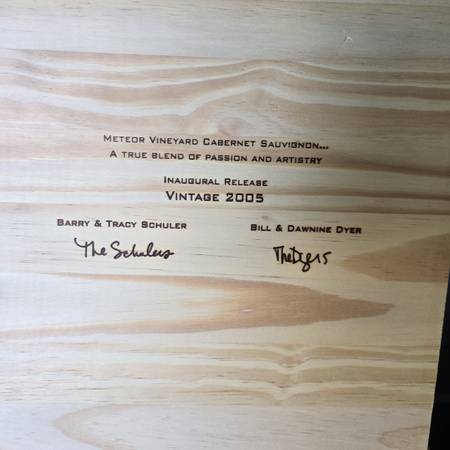 METEOR VINEYARD CABERNET SAUVIGNON...
A TRUE BLEND OF PASSION AND ARTISTRY
INAUGURAL RELEASE
VINTAGE 2005
BARRY & TRACY SCHULER
The Schulers
BILL & DAWNINE DYER
The Dyers